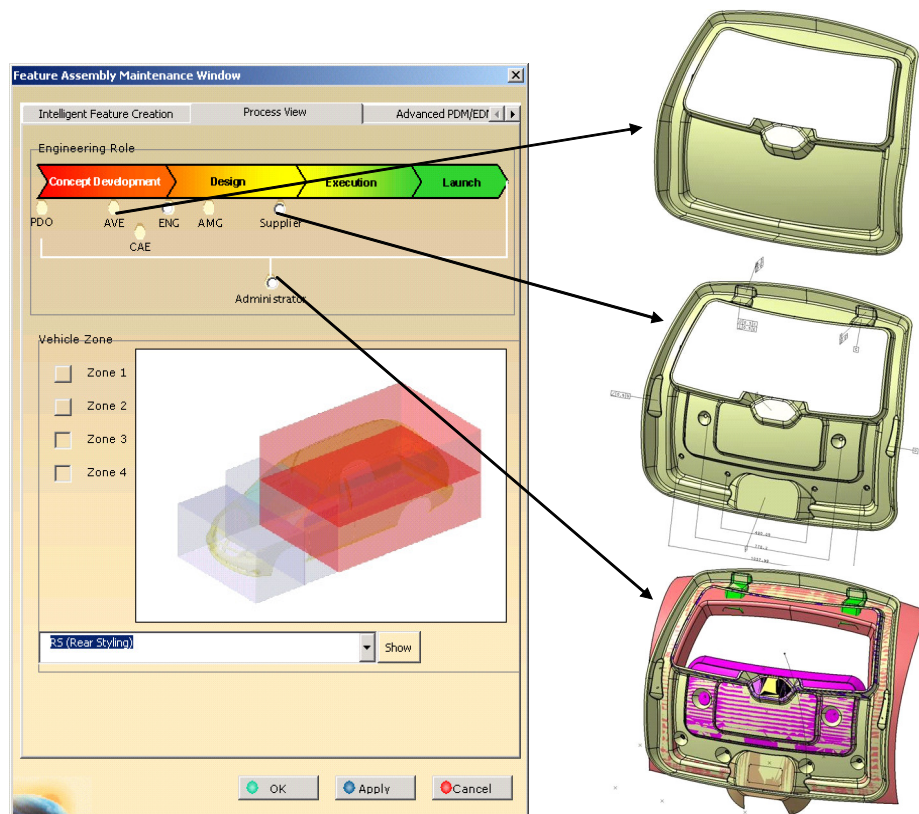 Feature Assembly Maintenance Window
Intelligent Feature Creation
Process View
Advanced PDM/EDI
Engineering Role
Concept Development
Design
Execution
Launch
PDO
AVE
ENG
AMG
Supplier
CAE
Administrator
Vehicle Zone
Zone 1
Zone 2
Zone 3
Zone 4
RS (Rear Styling)
Show
OK
Apply
Cancel